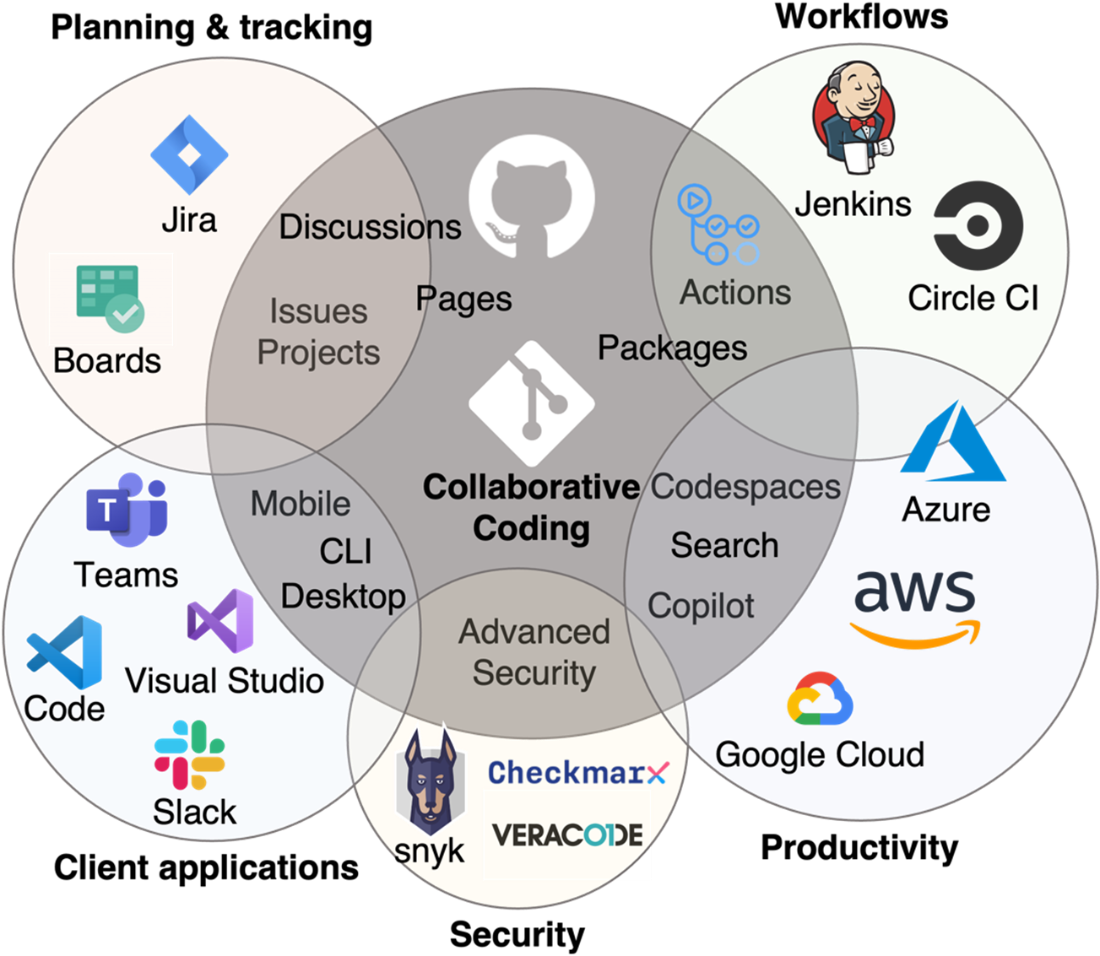 Planning & tracking
Workflows
Jira
Boards
Discussions
Issues
Projects
Pages
Packages
Actions
Jenkins
Circle CI
Collaborative
Coding
Mobile
CLI
Desktop
Codespaces
Search
Copilot
Advanced
Security
T
Teams
Visual Studio
Code
Slack
Azure
aws
Google Cloud
snyk
Checkmarx
VERACODE
Client applications
Productivity
Security